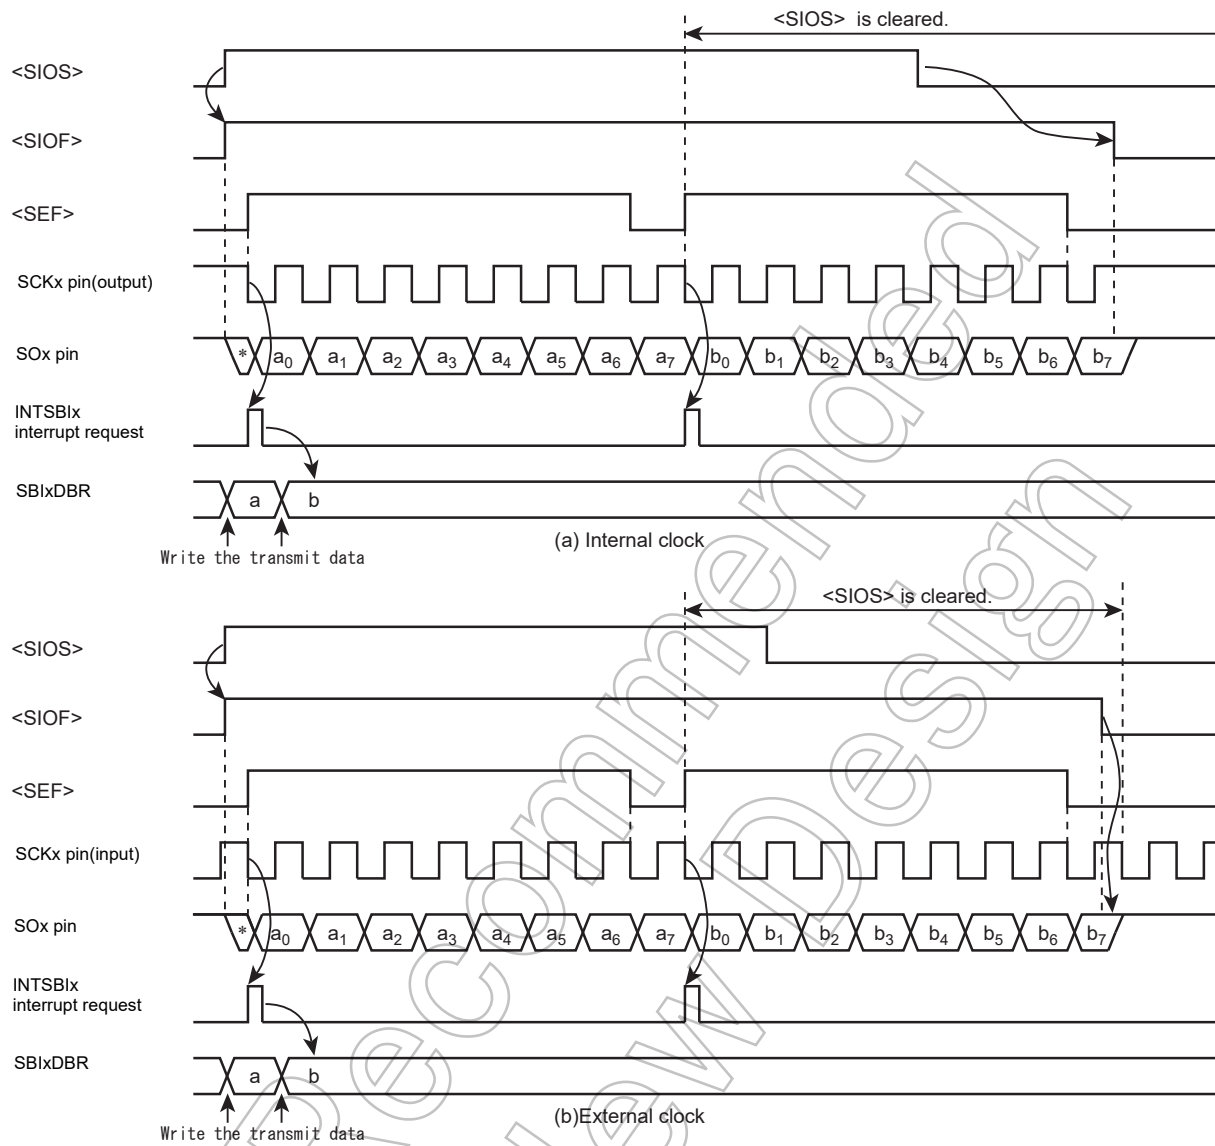 <SIOS> is cleared.
<SIOS>
<SIOF>
<SEF>
SCKx pin(output)
SOx pin
* a0 a1 a2 a3 a4 a5 a6 a7 b0 b1 b2 b3 b4 b5 b6 b7
INTSBIx
interrupt request
SBIxDBR
a b
Write the transmit data
(a) Internal clock
<SIOS> is cleared.
<SIOS>
<SIOF>
<SEF>
SCKx pin(input)
SOx pin
* a0 a1 a2 a3 a4 a5 a6 a7 b0 b1 b2 b3 b4 b5 b6 b7
INTSBIx
interrupt request
SBIxDBR
a b
Write the transmit data
(b)External clock
Recommended
New Design